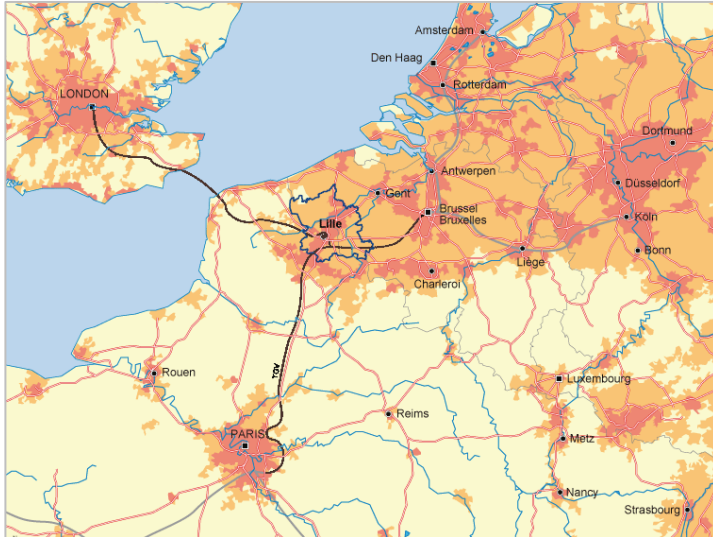 Amsterdam
Den Haag
Rotterdam
LONDON
Dortmund
Antwerpen
Düsseldorf
Gent
Brussel
Bruxelles
Köln
Lille
Bonn
Liège
Charleroi
TGV
Rouen
Luxembourg
Reims
PARIS
Metz
Nancy
Strasbourg